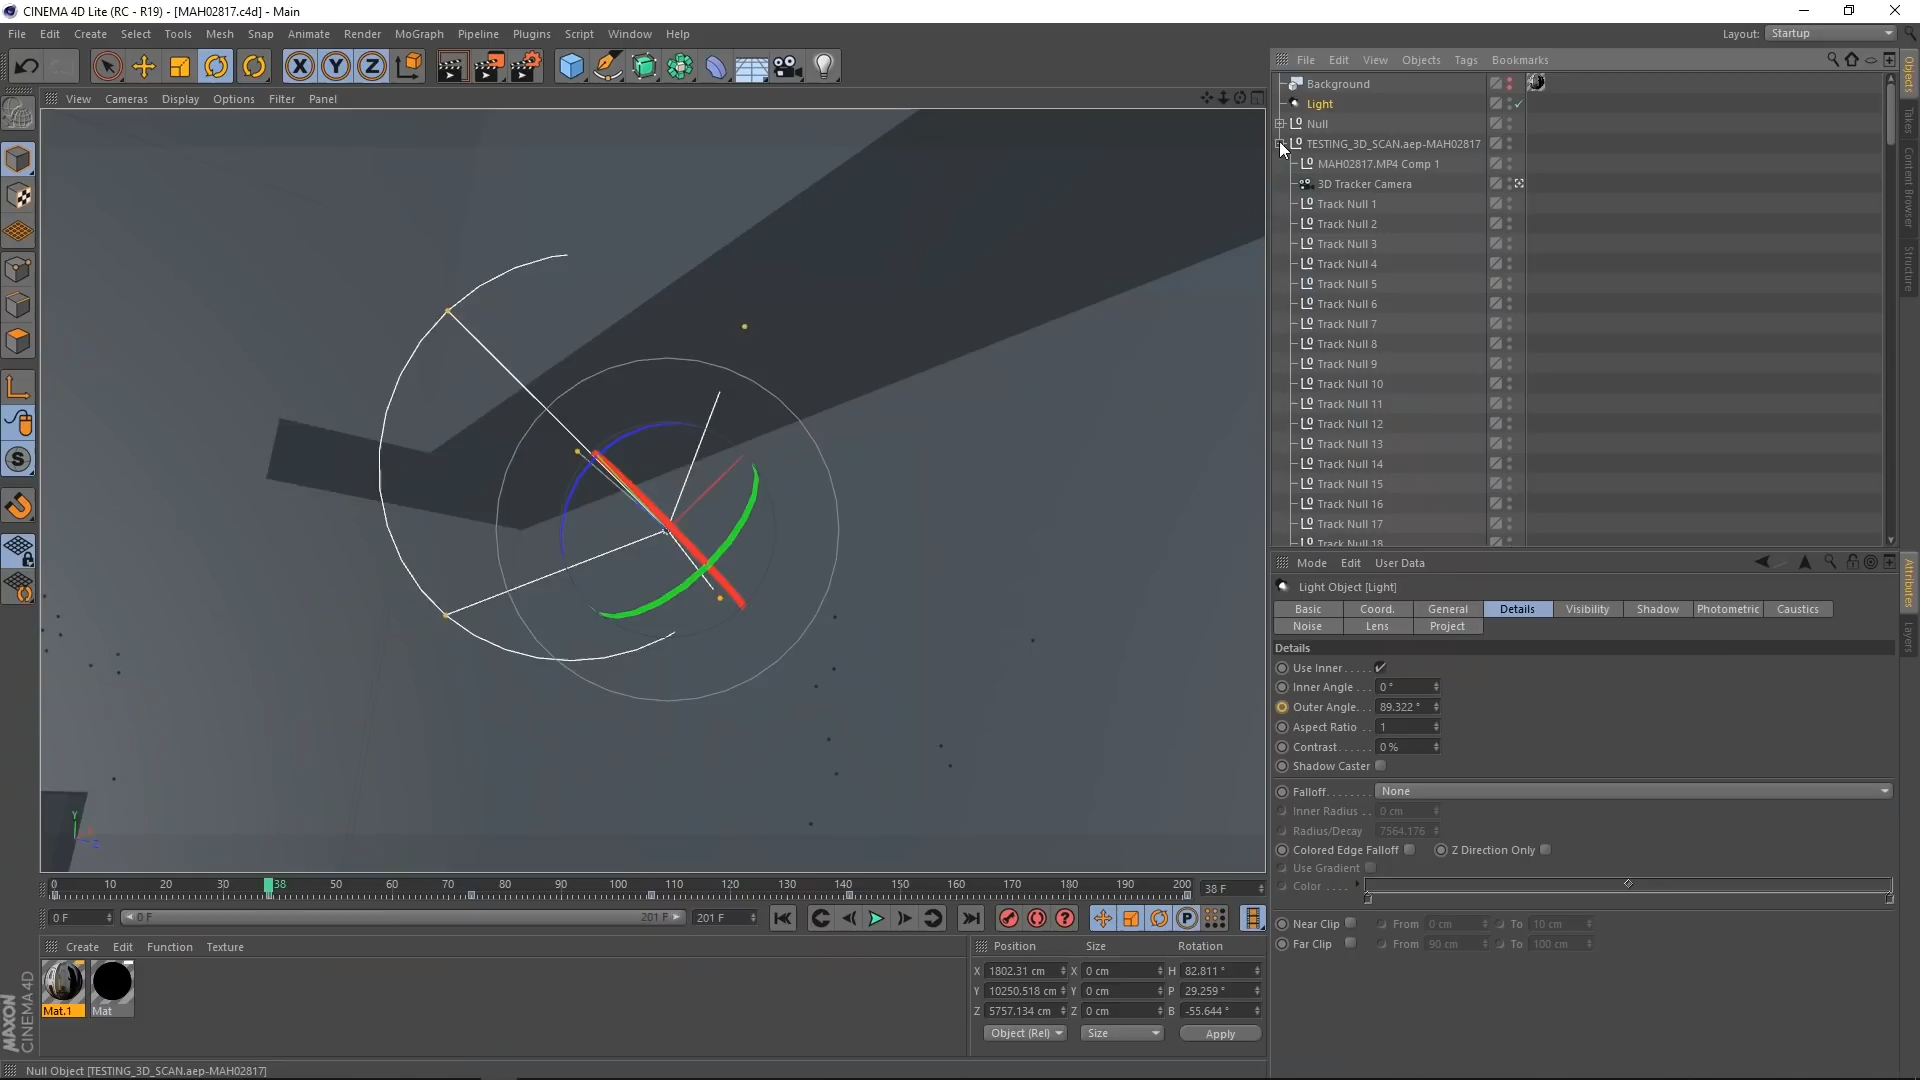 CINEMA 4D Lite (RC - R19) - [MAH02817.c4d] - Main
File Edit Create Select Tools Mesh Snap Animate Render MoGraph Pipeline Plugins Script Window Help
Layout: Startup
View Cameras Display Options Filter Panel
File Edit View Objects Tags Bookmarks
Background
Light
Null
TESTING_3D_SCAN.aep-MAH02817
MAH02817.MP4 Comp 1
3D Tracker Camera
Track Null 1
Track Null 2
Track Null 3
Track Null 4
Track Null 5
Track Null 6
Track Null 7
Track Null 8
Track Null 9
Track Null 10
Track Null 11
Track Null 12
Track Null 13
Track Null 14
Track Null 15
Track Null 16
Track Null 17
Track Null 18
Objects
Takes
Content Browser
Structure
Mode Edit User Data
Light Object [Light]
Basic Coord. General Details Visibility Shadow Photometric Caustics
Noise Lens Project
Details
Use Inner.....
Inner Angle ... 0 °
Outer Angle... 89.322 °
Aspect Ratio .. 1
Contrast...... 0 %
Shadow Caster
Falloff........ None
Inner Radius .. 0 cm
Radius/Decay 7564.176
Colored Edge Falloff Z Direction Only
Use Gradient
Color ....
Near Clip From 0 cm To 10 cm
Far Clip From 90 cm To 100 cm
Attributes
Layers
Y
Z
0 10 20 30 38 50 60 70 80 90 100 110 120 130 140 150 160 170 180 190 200 38 F
0 F 0 F 201 F 201 F
Create Edit Function Texture
Mat.1 Mat
MAXON CINEMA 4D
Position Size Rotation
X 1802.31 cm X 0 cm H 82.811 °
Y 10250.518 cm Y 0 cm P 29.259 °
Z 5757.134 cm Z 0 cm B -55.644 °
Object (Rel) Size Apply
Null Object [TESTING_3D_SCAN.aep-MAH02817]